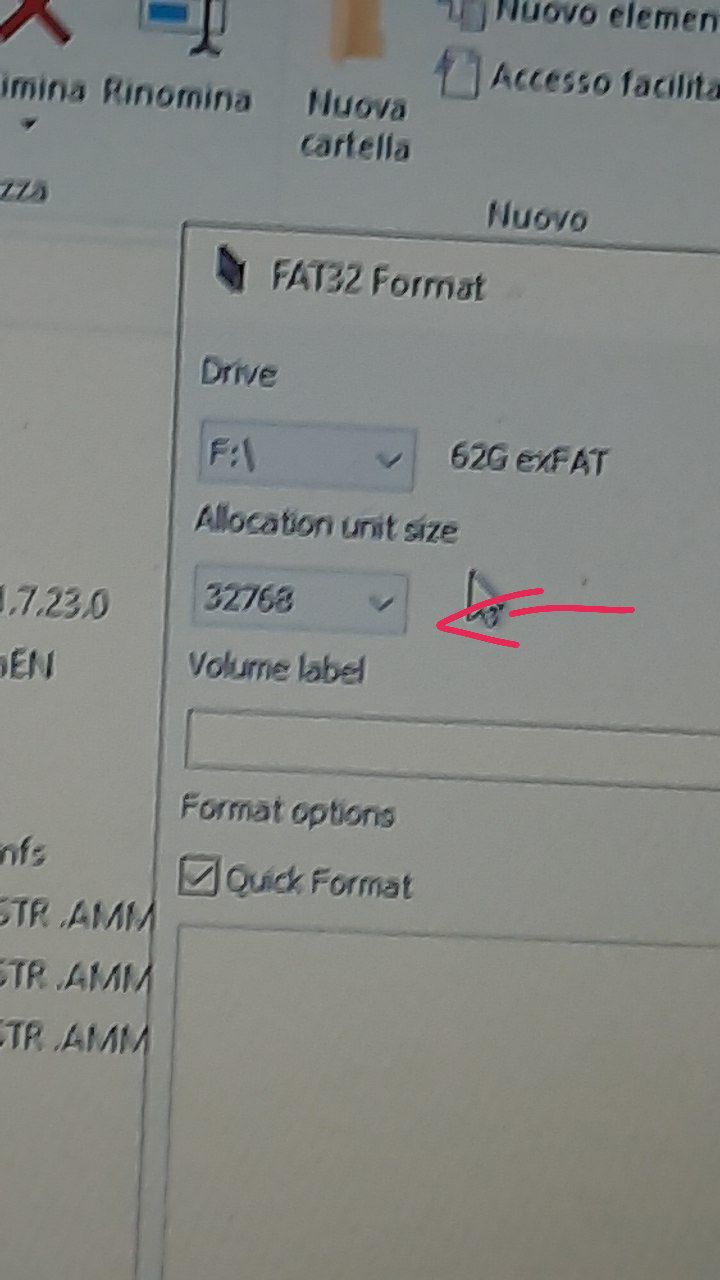 Nuovo elemen
imina Rinomina
Nuova
cartella
Accesso facilita
zza
Nuovo
FAT32 Format
Drive
F:\
62G exFAT
Allocation unit size
32768
1.7.23.0
Volume label
EN
Format options
nfs
Quick Format
STR .AMM
STR .AMM
STR .AMM